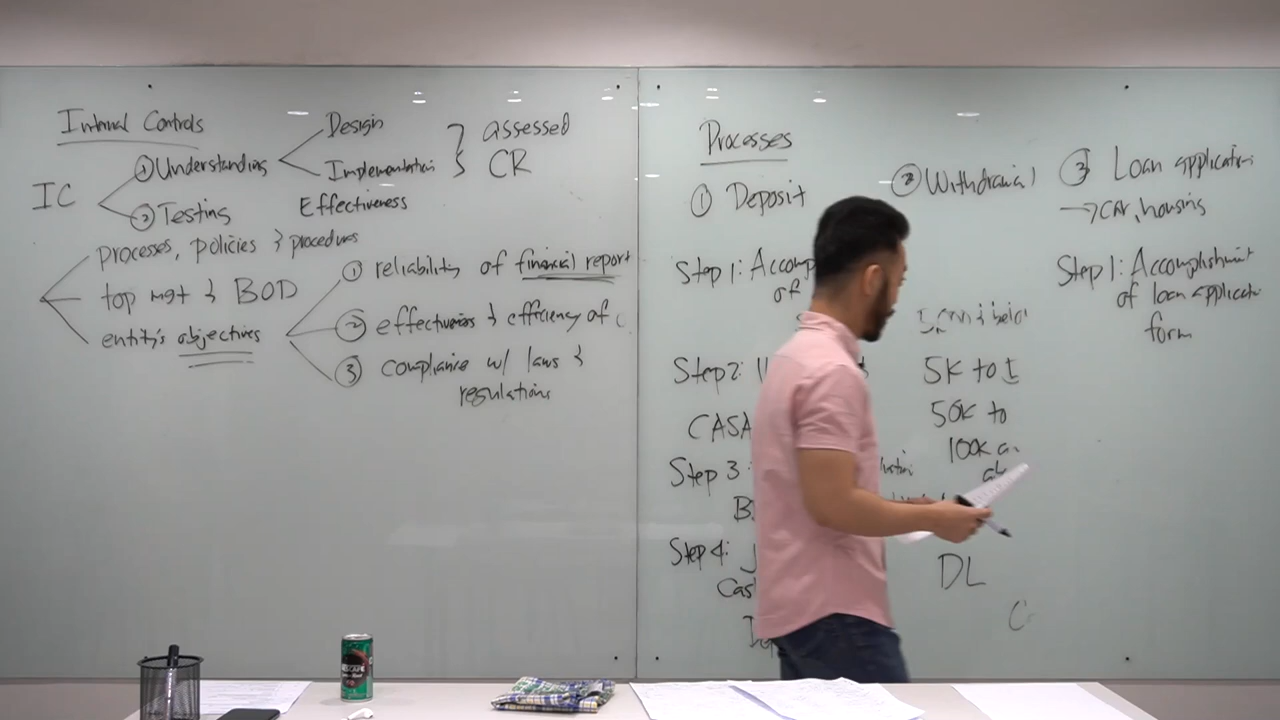 Internal Controls
IC
① Understanding
② Testing
Design
Implementation
Effectiveness
assessed
CR
processes, policies & procedures
top mgt & BOD
entity's objectives
① reliability of financial report
② effectiveness & efficiency of
③ compliance w/ laws &
regulations
Processes
① Deposit
Step 1: Accomp
of
Step 2:
CASA
Step 3:
B
Step 4:
Cas
② Withdrawal
5K to
50K to
100K
DL
③ Loan application
→ car, housing
Step 1: Accomplishment
of loan applicatio
form